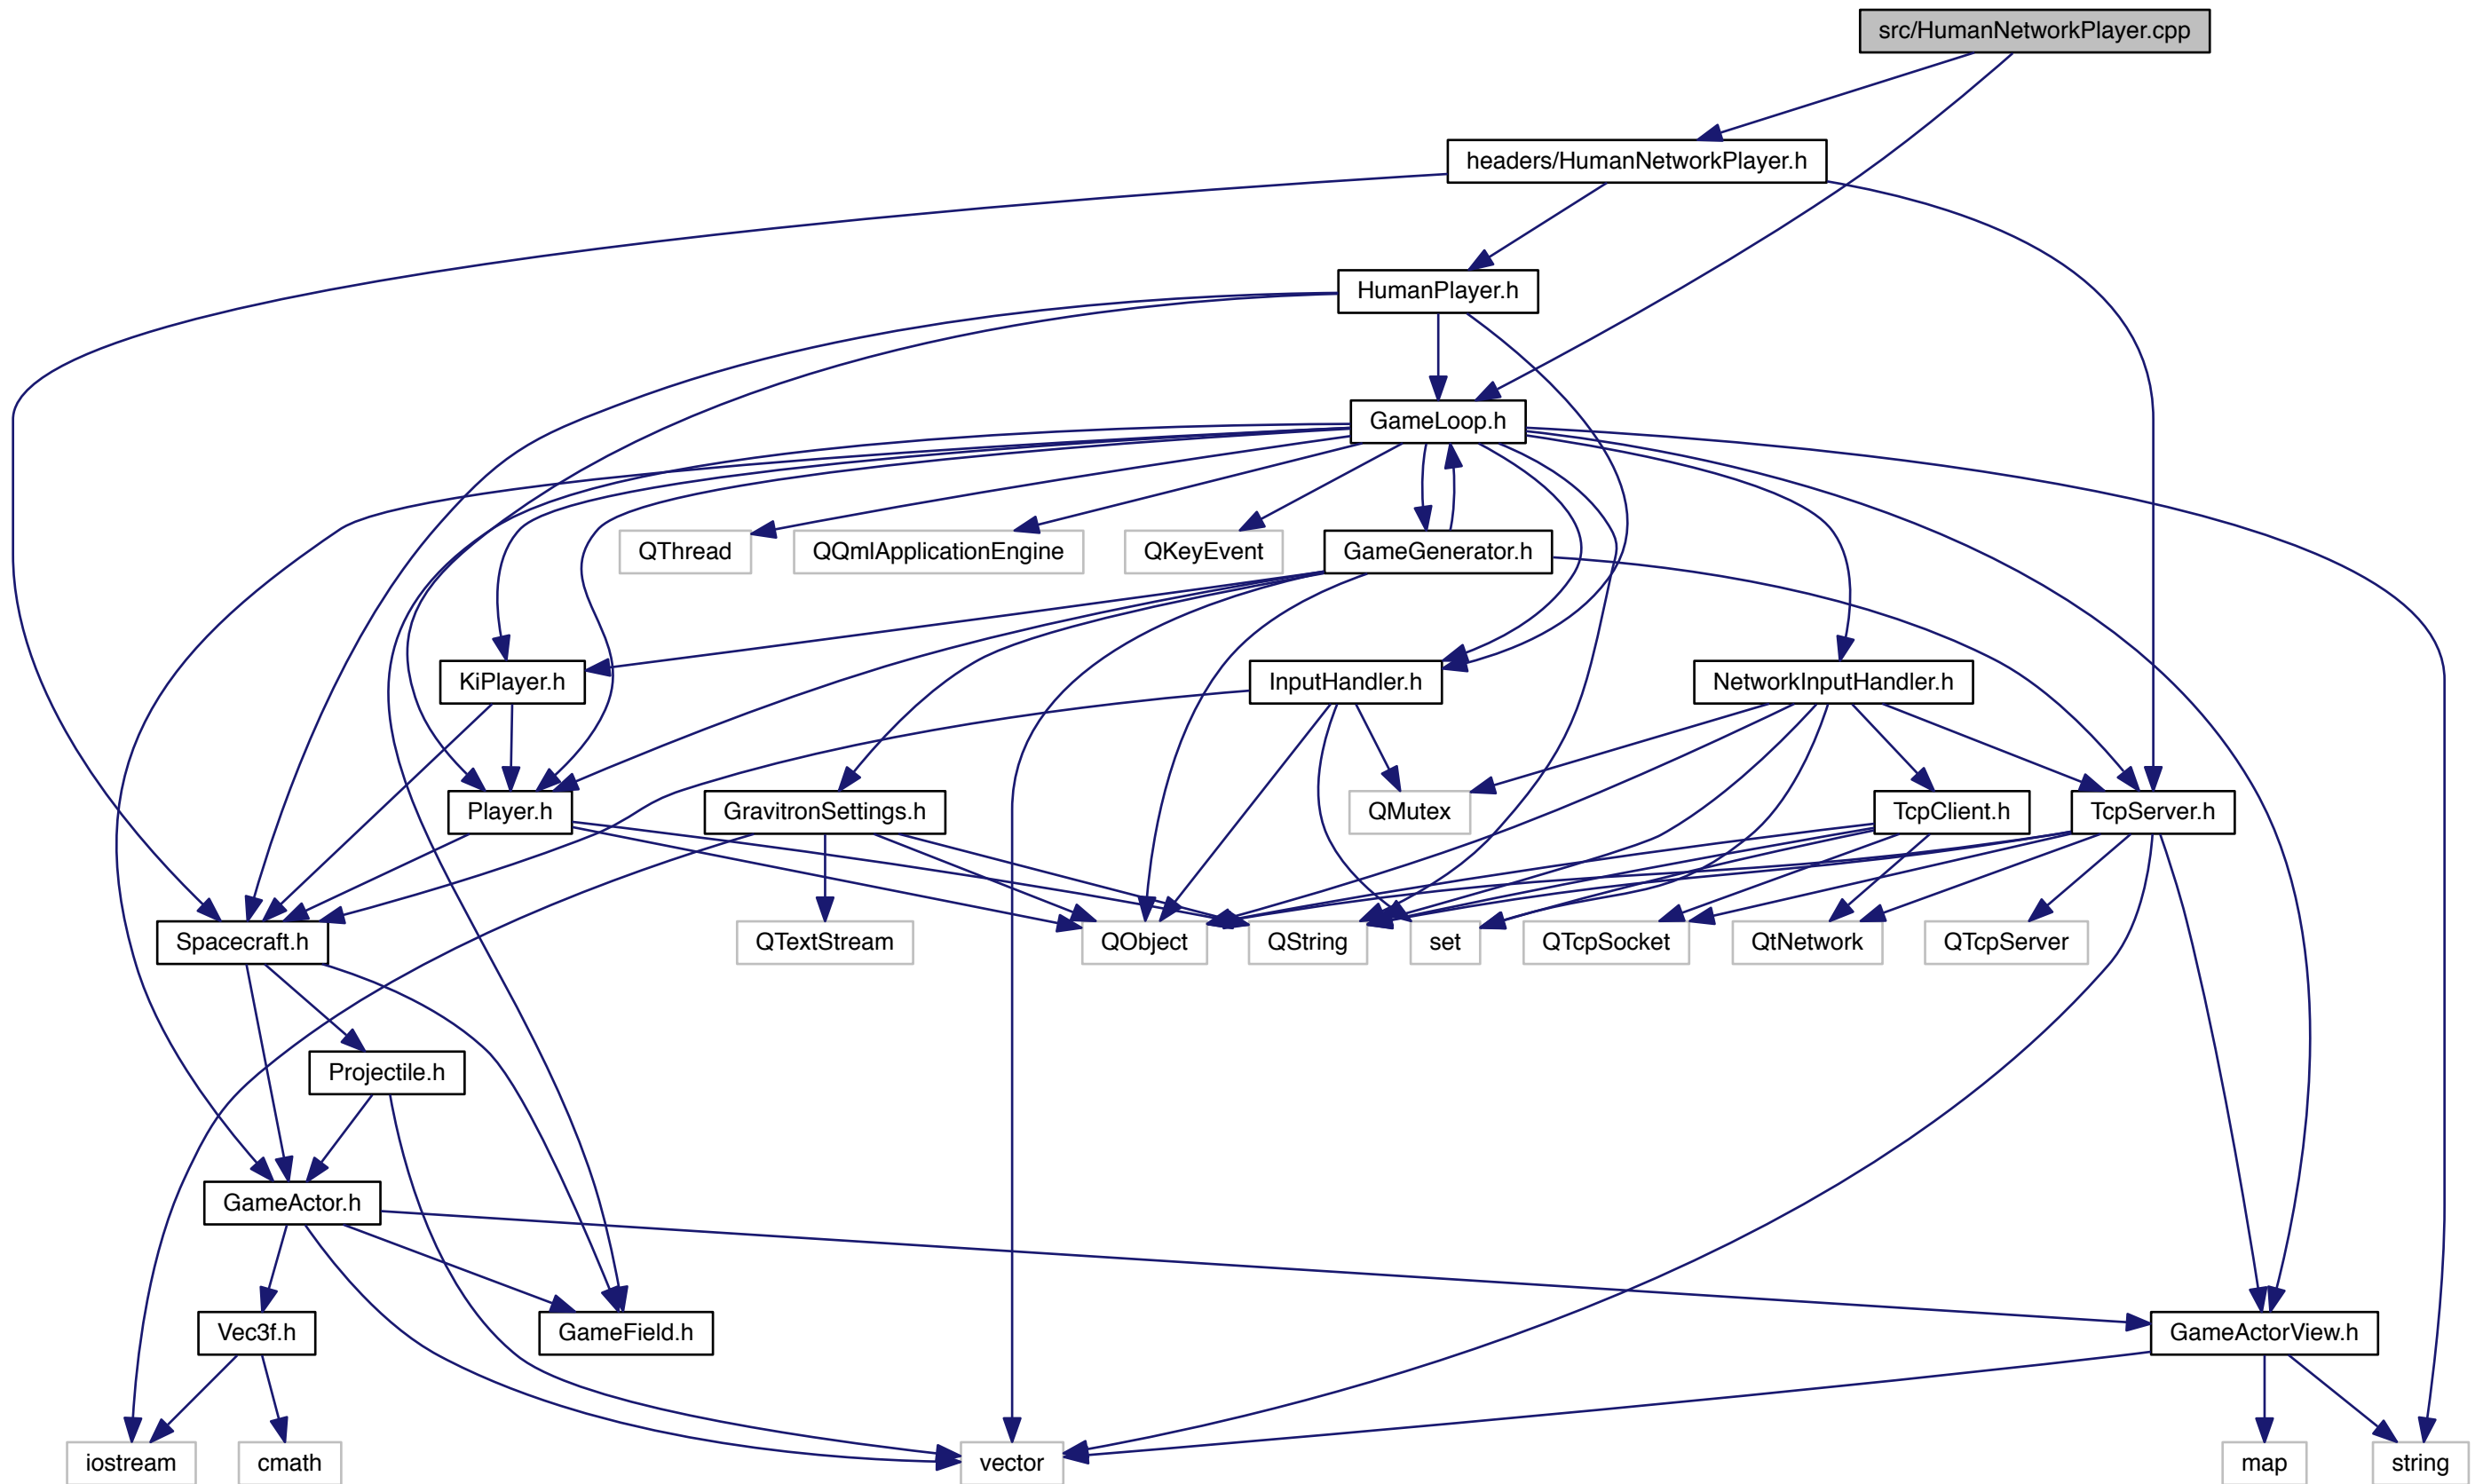 src/HumanNetworkPlayer.cpp
headers/HumanNetworkPlayer.h
HumanPlayer.h
GameLoop.h
QThread
QQmlApplicationEngine
QKeyEvent
GameGenerator.h
KiPlayer.h
InputHandler.h
NetworkInputHandler.h
Player.h
GravitronSettings.h
QMutex
TcpClient.h
TcpServer.h
Spacecraft.h
QTextStream
QObject
QString
set
QTcpSocket
QtNetwork
QTcpServer
Projectile.h
GameActor.h
Vec3f.h
GameField.h
GameActorView.h
iostream
cmath
vector
map
string